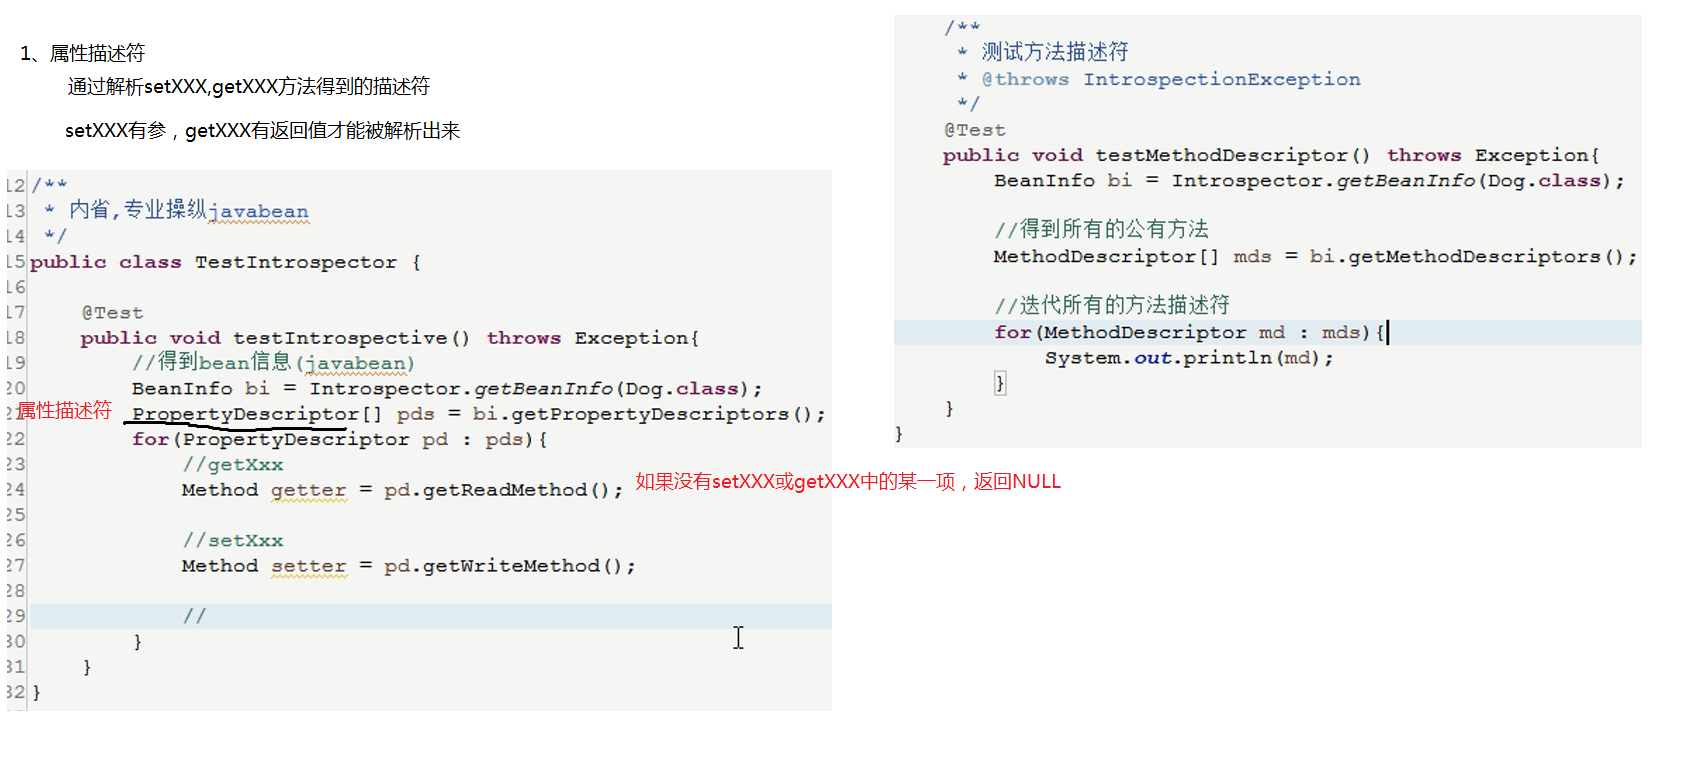 1、属性描述符
通过解析setXXX,getXXX方法得到的描述符
setXXX有参，getXXX有返回值才能被解析出来
12 /**
13 * 内省,专业操纵javabean
14 */
15 public class TestIntrospector {
16
17 @Test
18 public void testIntrospective() throws Exception{
19 //得到bean信息(javabean)
20 BeanInfo bi = Introspector.getBeanInfo(Dog.class);
属性描述符
21 PropertyDescriptor[] pds = bi.getPropertyDescriptors();
22 for(PropertyDescriptor pd : pds){
23 //getXxx
24 Method getter = pd.getReadMethod();
如果没有setXXX或getXXX中的某一项，返回NULL
25
26 //setXxx
27 Method setter = pd.getWriteMethod();
28
29 //
30 }
31 }
32 }
/**
* 测试方法描述符
* @throws IntrospectionException
*/
@Test
public void testMethodDescriptor() throws Exception{
BeanInfo bi = Introspector.getBeanInfo(Dog.class);
//得到所有的公有方法
MethodDescriptor[] mds = bi.getMethodDescriptors();
//迭代所有的方法描述符
for(MethodDescriptor md : mds){
System.out.println(md);
}
}
}